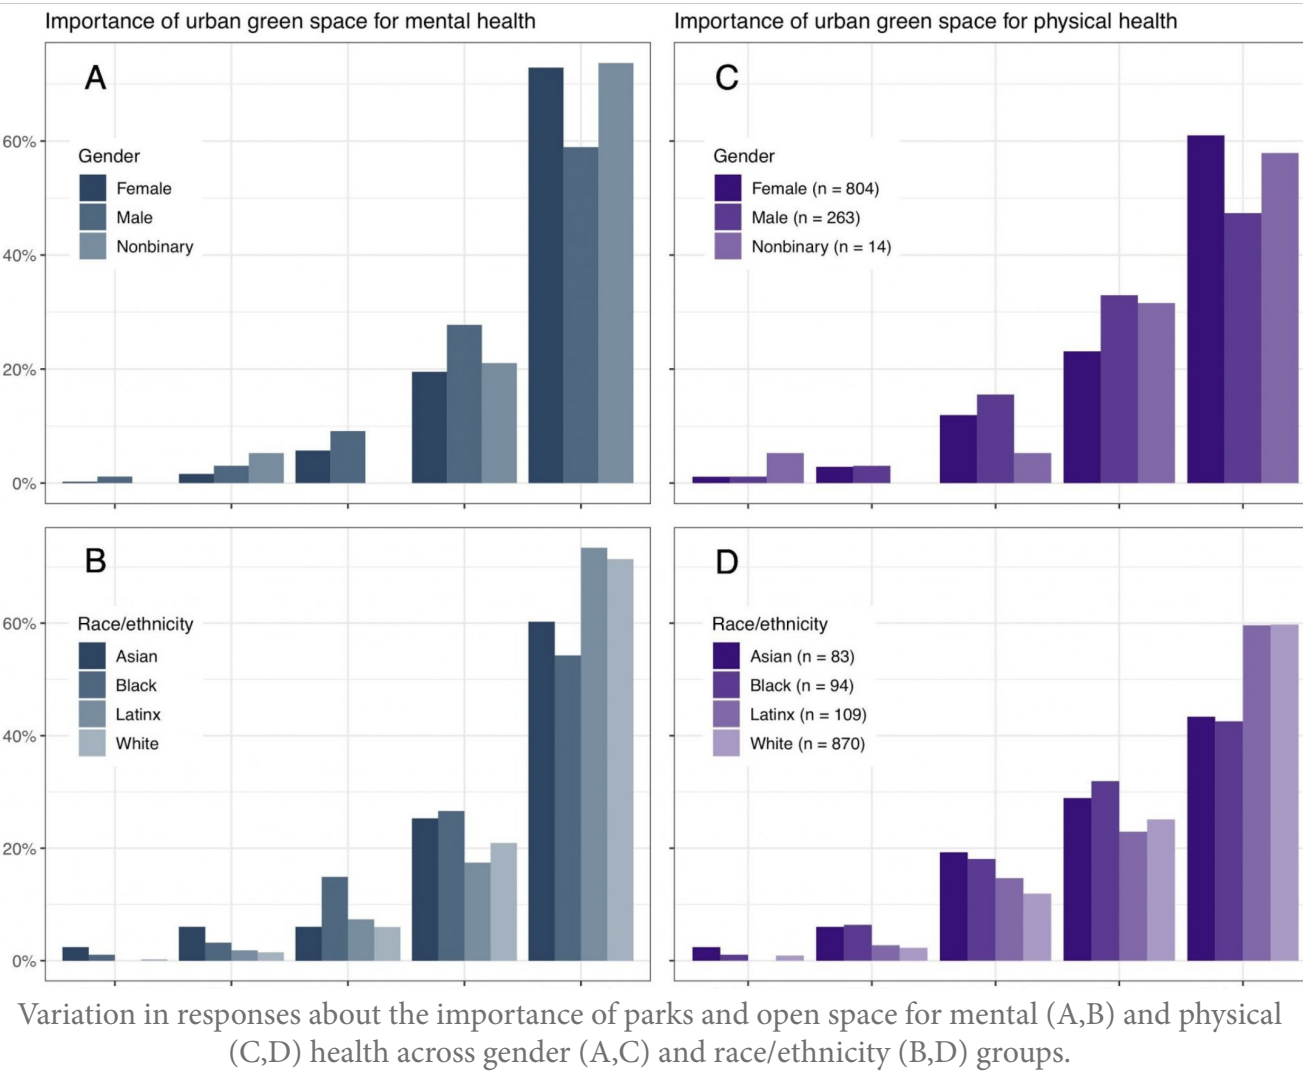 Importance of urban green space for mental health
Importance of urban green space for physical health
A
Gender
Female
Male
Nonbinary
60%
40%
20%
0%
C
Gender
Female (n = 804)
Male (n = 263)
Nonbinary (n = 14)
B
Race/ethnicity
Asian
Black
Latinx
White
60%
40%
20%
0%
D
Race/ethnicity
Asian (n = 83)
Black (n = 94)
Latinx (n = 109)
White (n = 870)
Variation in responses about the importance of parks and open space for mental (A,B) and physical
(C,D) health across gender (A,C) and race/ethnicity (B,D) groups.